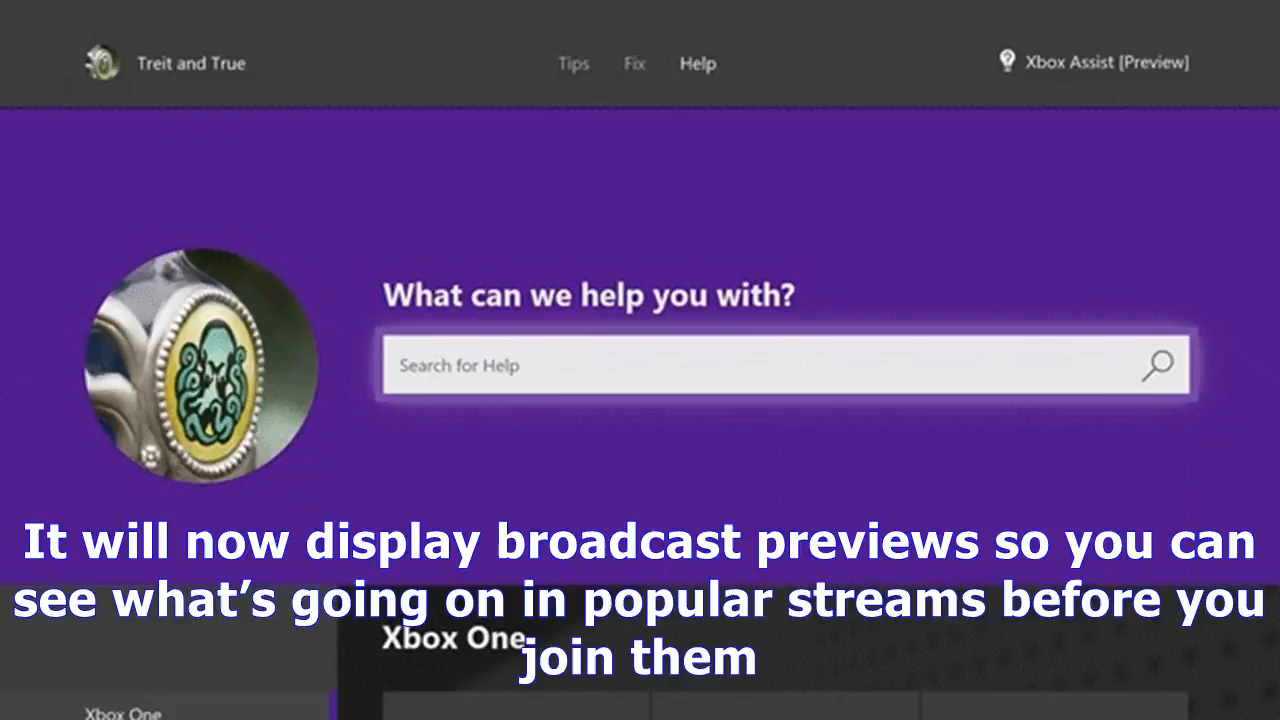 Treit and True
Tips Fix Help
Xbox Assist [Preview]
What can we help you with?
Search for Help
It will now display broadcast previews so you can
see what’s going on in popular streams before you
join them
Xbox One
Xbox One